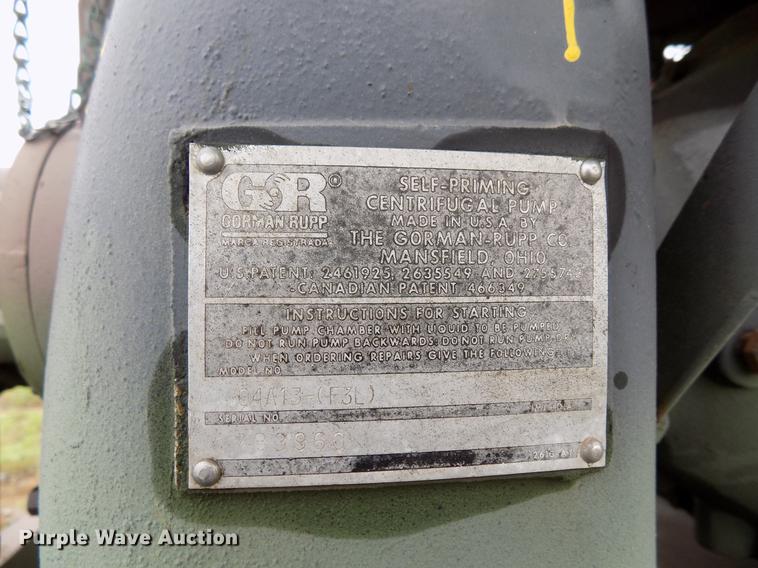 GR®
GORMAN-RUPP
MARCA REGISTRADA
SELF-PRIMING
CENTRIFUGAL PUMP
MADE IN U.S.A. BY
THE GORMAN-RUPP CO.
MANSFIELD, OHIO
U.S. PATENT: 2461925, 2635549 AND 2755742
-CANADIAN PATENT 466349
INSTRUCTIONS FOR STARTING
FILL PUMP CHAMBER WITH LIQUID TO BE PUMPED
DO NOT RUN PUMP BACKWARDS. DO NOT RUN PUMP DRY
WHEN ORDERING REPAIRS GIVE THE FOLLOWING:
MODEL NO
04A13-(F3L)
SERIAL NO
Purple Wave Auction